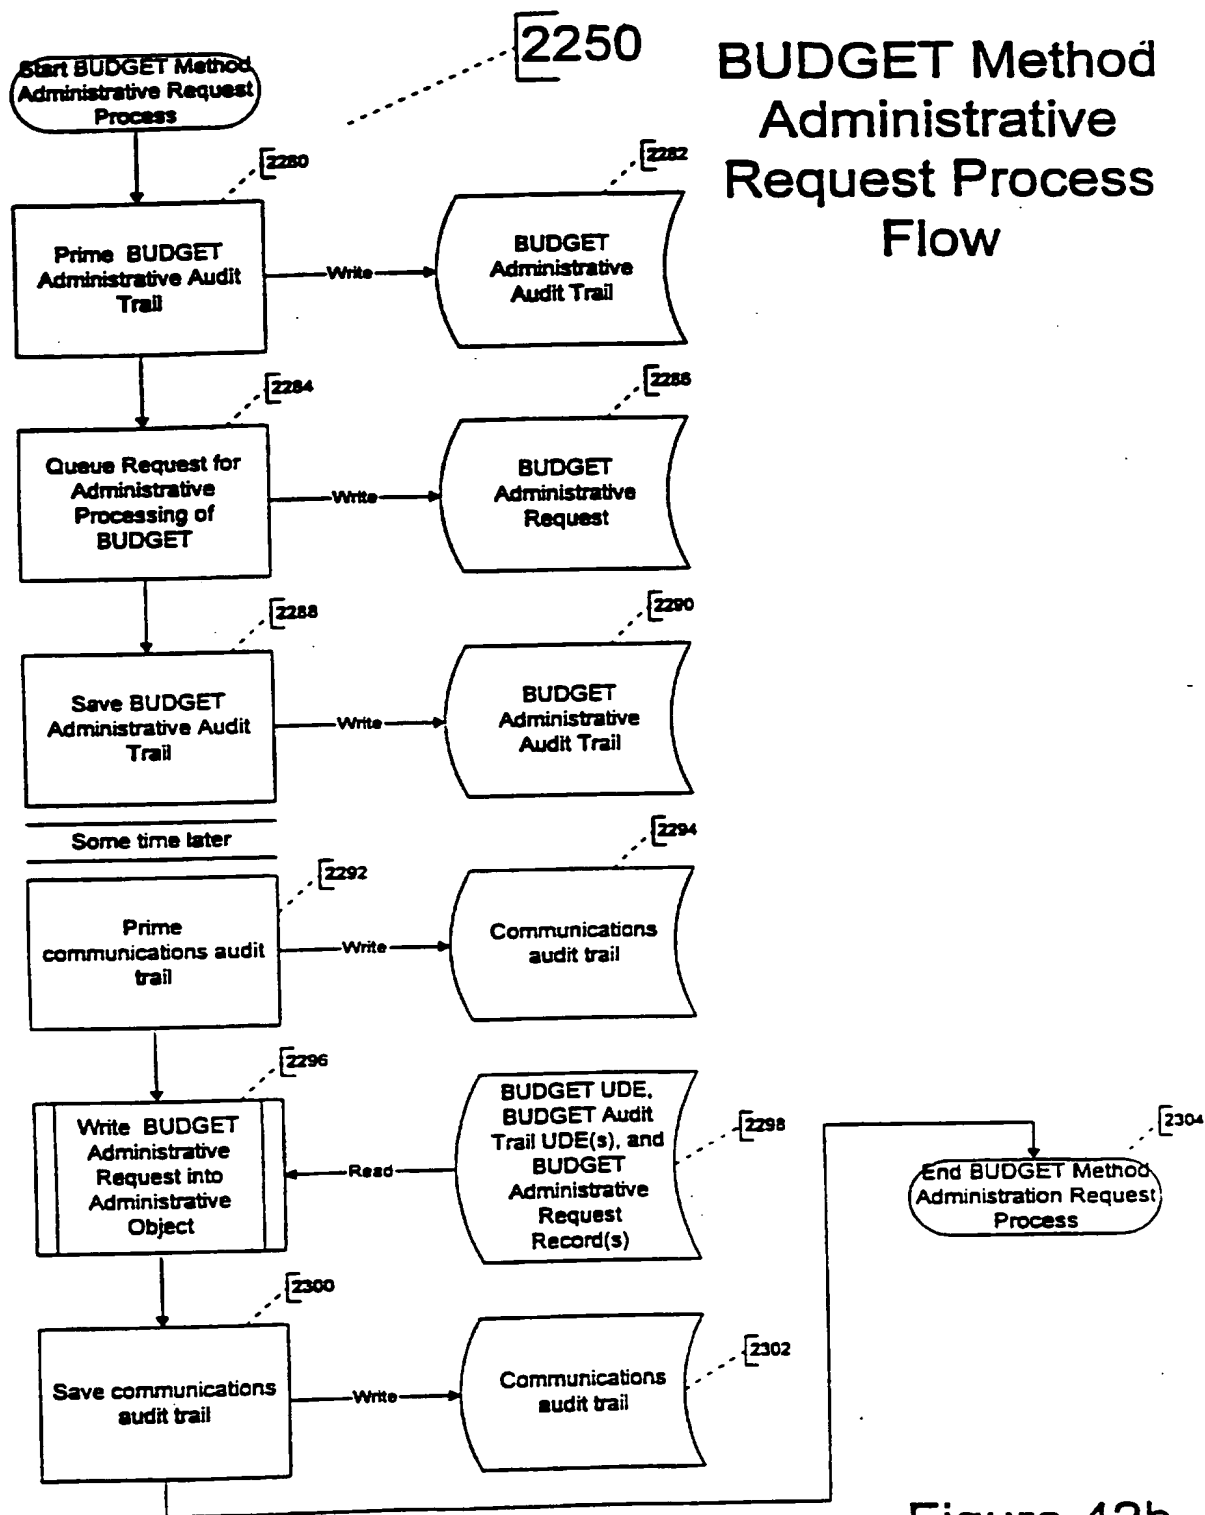 2250
BUDGET Method
Administrative
Request Process
Flow
Start BUDGET Method
Administrative Request
Process
2280
2282
Prime BUDGET
Administrative Audit
Trail
Write
BUDGET
Administrative
Audit Trail
2284
2286
Queue Request for
Administrative
Processing of
BUDGET
Write
BUDGET
Administrative
Request
2288
2290
Save BUDGET
Administrative Audit
Trail
Write
BUDGET
Administrative
Audit Trail
Some time later
2292
2294
Prime
communications audit
trail
Write
Communications
audit trail
2296
Write BUDGET
Administrative
Request into
Administrative
Object
Read
BUDGET UDE,
BUDGET Audit
Trail UDE(s), and
BUDGET
Administrative
Request
Record(s)
2298
2304
End BUDGET Method
Administration Request
Process
2300
2302
Save communications
audit trail
Write
Communications
audit trail
Figure 42b